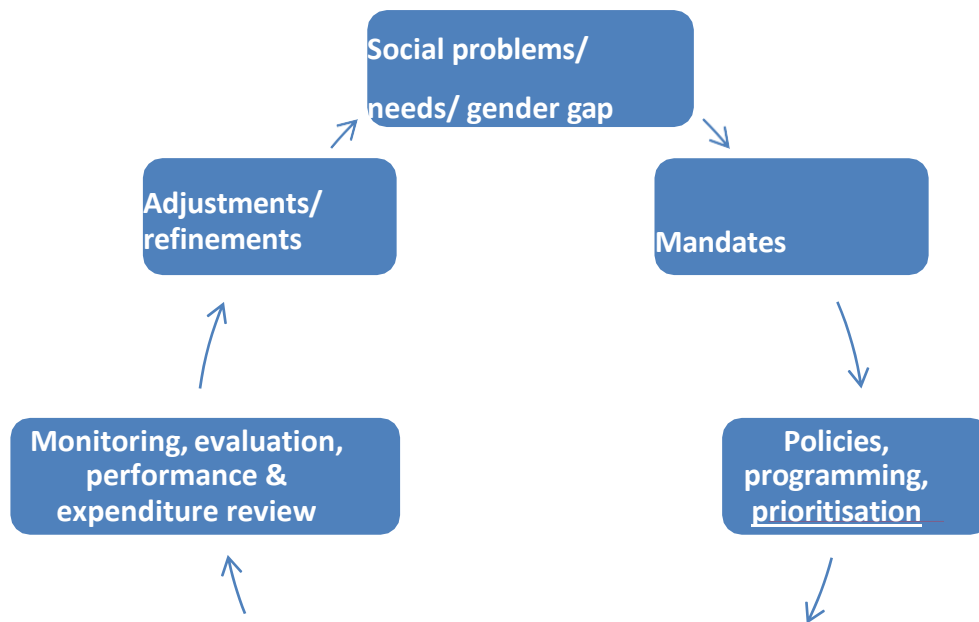 Social problems/
needs/ gender gap
Adjustments/
refinements
Mandates
Monitoring, evaluation,
performance &
expenditure review
Policies,
programming,
prioritisation